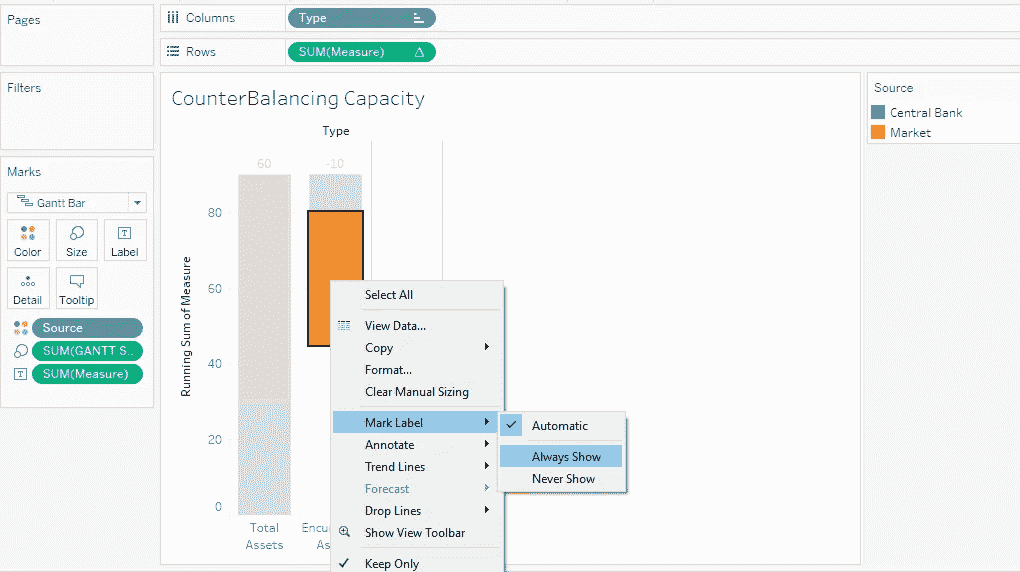 Pages
Columns
Type
Rows
SUM(Measure)
Filters
Marks
Gantt Bar
Color
Size
Label
Detail
Tooltip
Source
SUM(GANTT S..
SUM(Measure)
CounterBalancing Capacity
Type
60
-10
80
60
40
20
0
Running Sum of Measure
Total
Assets
Encu
As
Select All
View Data...
Copy
Format...
Clear Manual Sizing
Mark Label
Annotate
Trend Lines
Forecast
Drop Lines
Show View Toolbar
Keep Only
Automatic
Always Show
Never Show
Source
Central Bank
Market